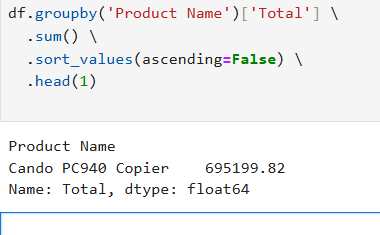 df.groupby('Product Name')['Total'] \
.sum() \
.sort_values(ascending=False) \
.head(1)
Product Name
Cando PC940 Copier    695199.82
Name: Total, dtype: float64